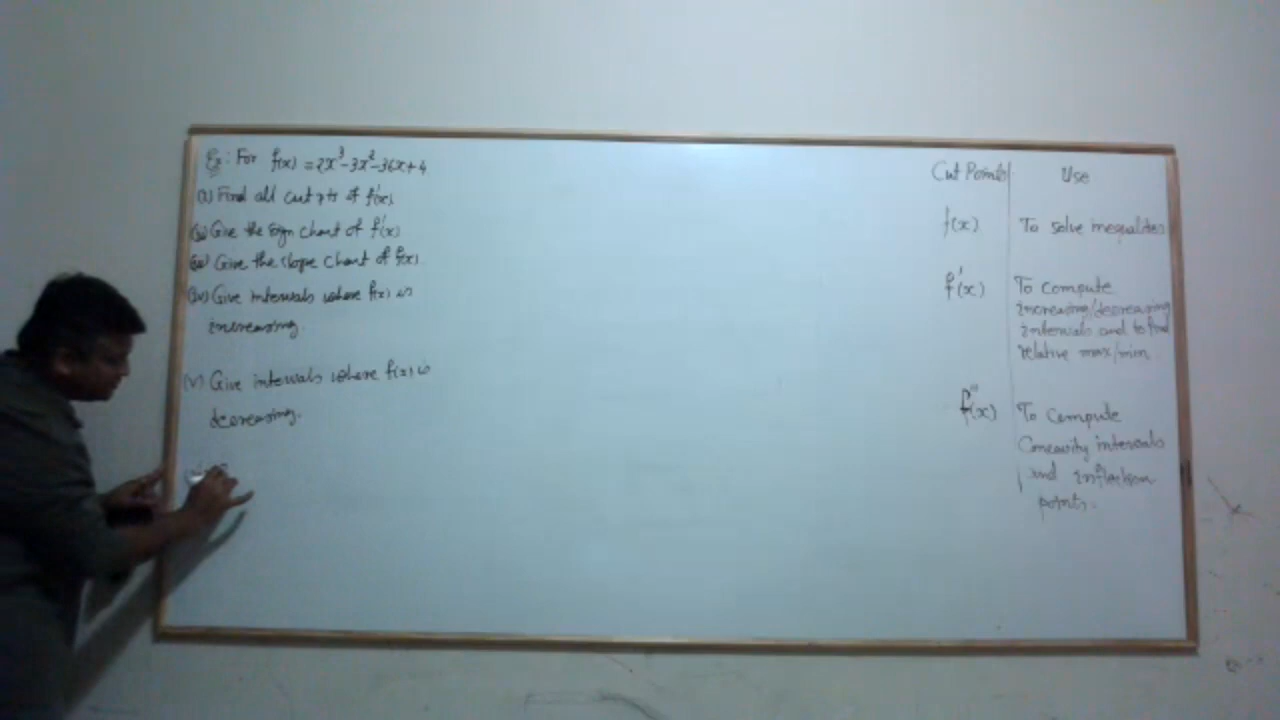 Ex: For f(x) = 2x³-3x²-36x+4
(i) Find all cut pts of f'(x).
(ii) Give the sign chart of f'(x)
(iii) Give the slope chart of f(x)
(iv) Give intervals where f(x) is
increasing.
(v) Give intervals where f(x) is
decreasing.
Cut Points Use
f(x) To solve inequalities
f'(x) To compute
increasing/decreasing
intervals and to find
relative max/min
f''(x) To compute
Concavity intervals
and inflection
points.